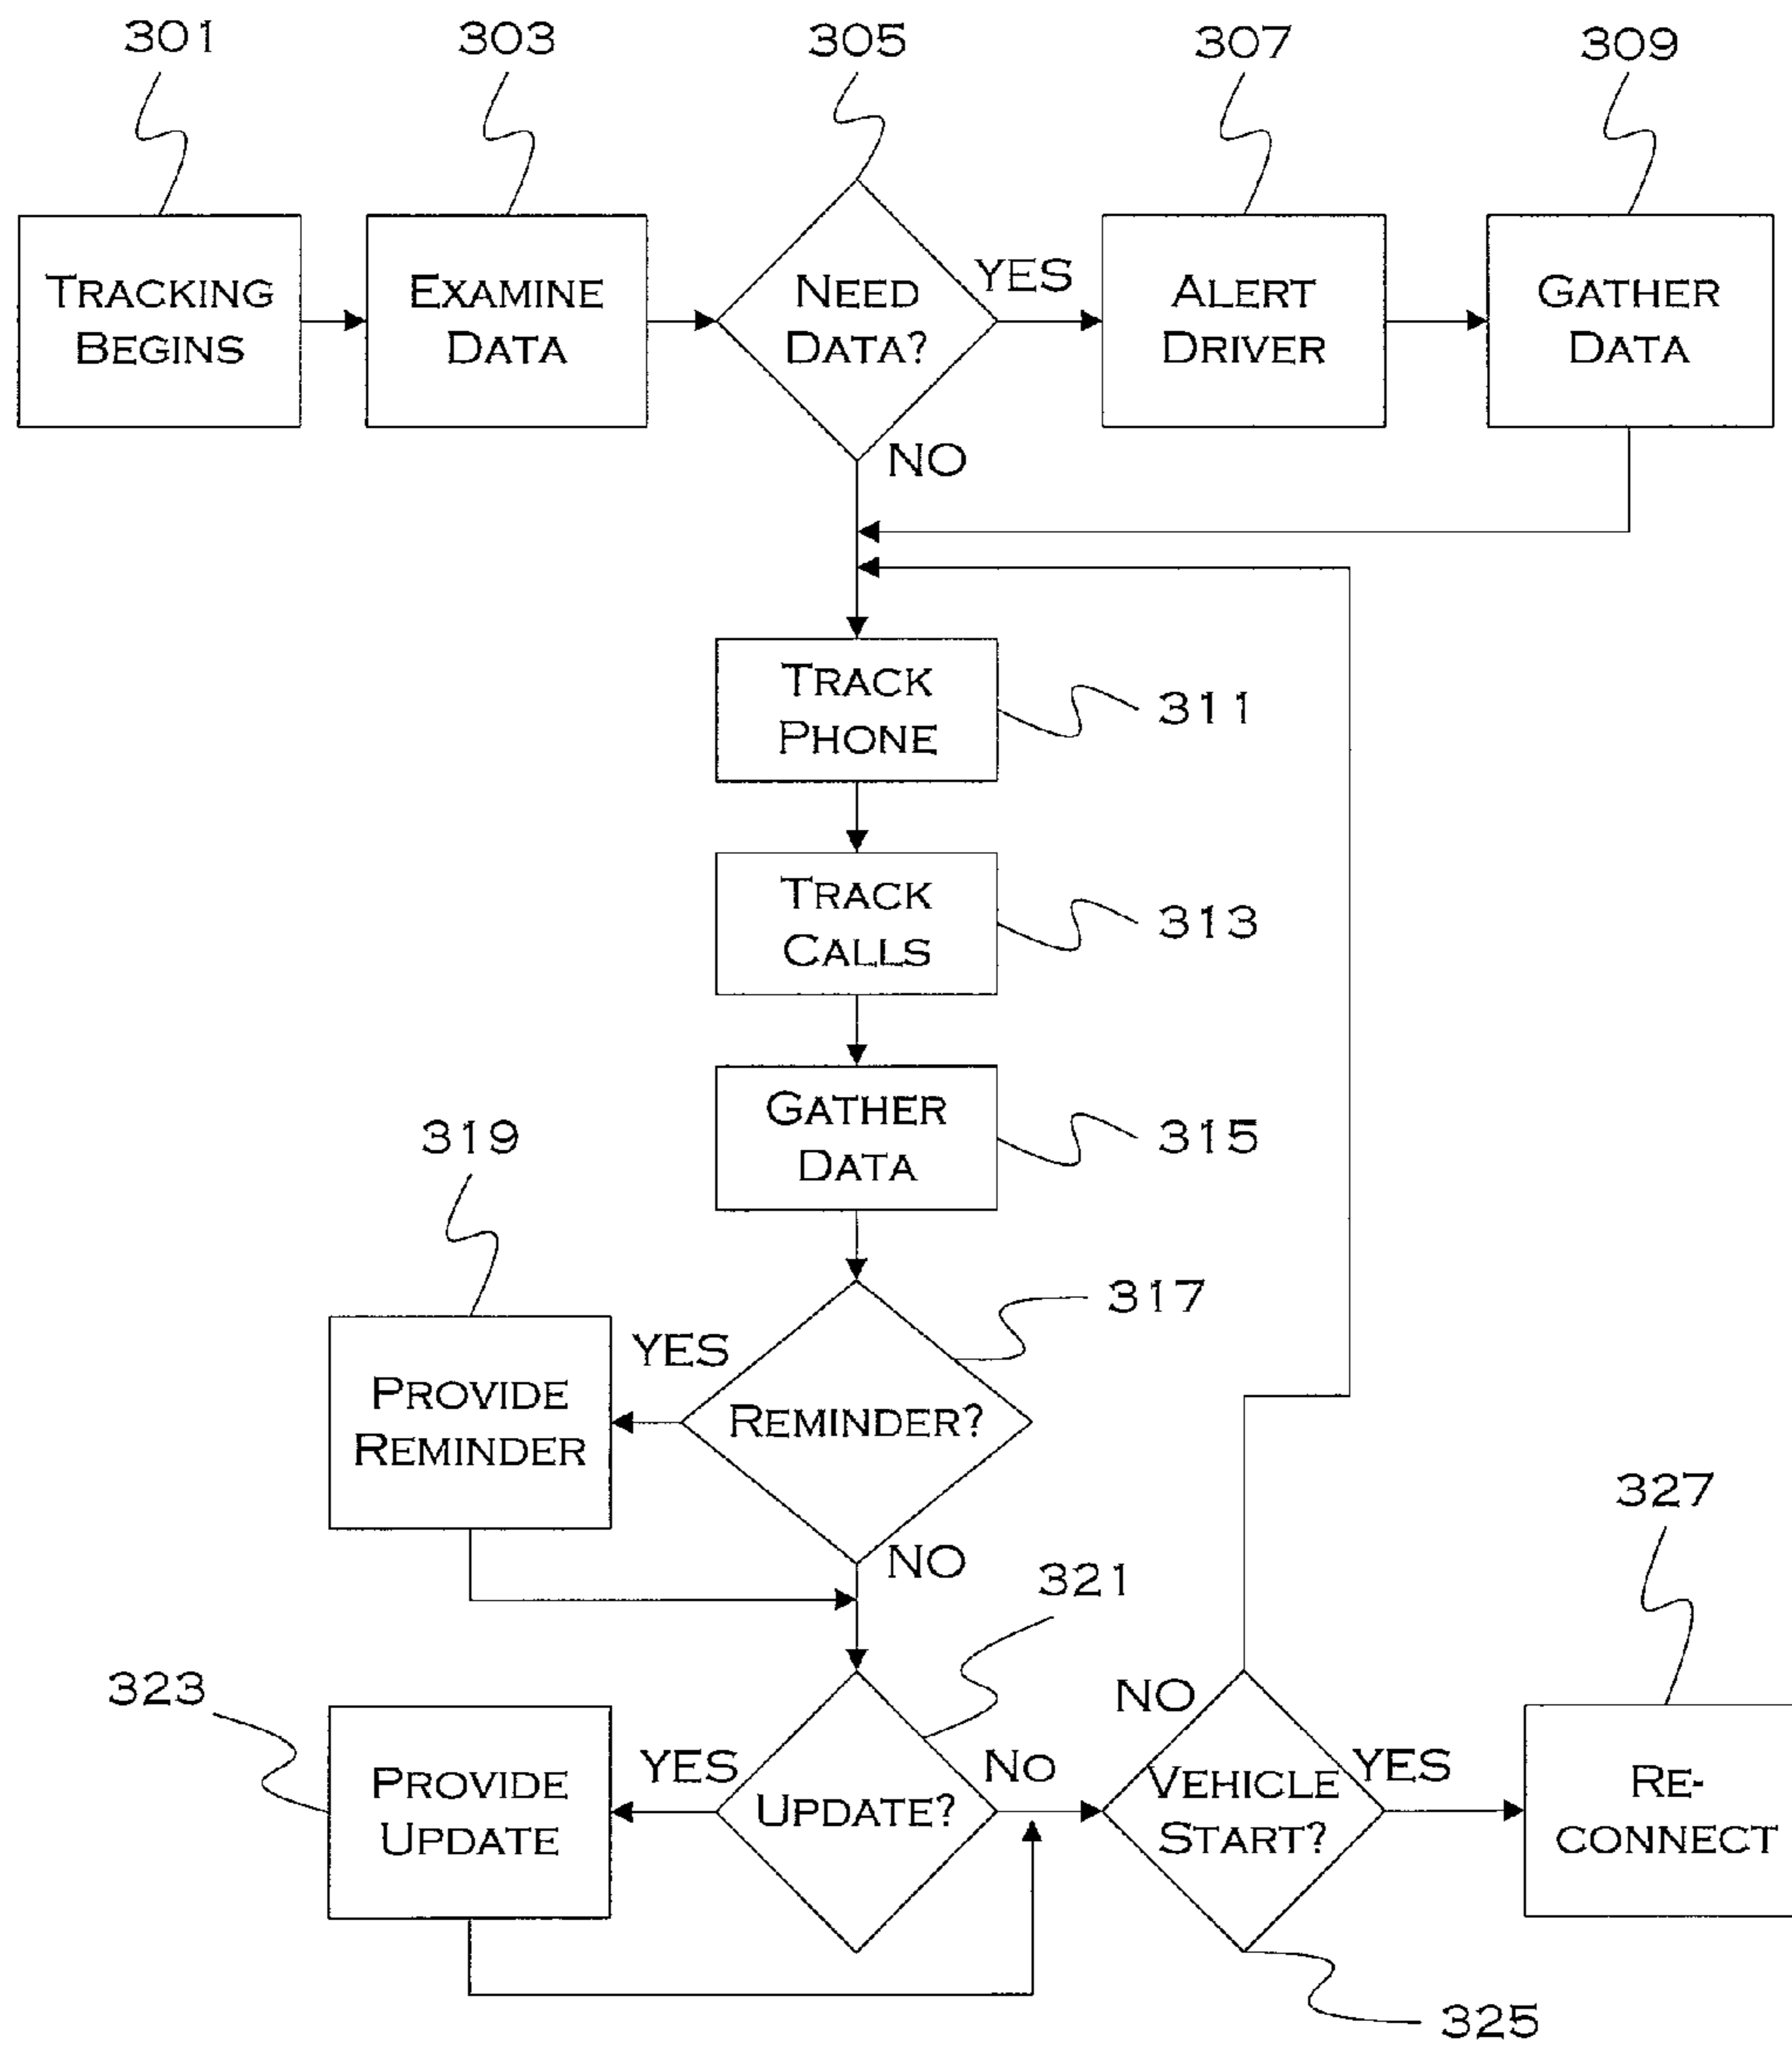 301
303
305
307
309
TRACKING
BEGINS
EXAMINE
DATA
NEED
DATA?
YES
ALERT
DRIVER
GATHER
DATA
NO
TRACK
PHONE
311
TRACK
CALLS
313
GATHER
DATA
315
319
317
PROVIDE
REMINDER
YES
REMINDER?
NO
321
327
323
PROVIDE
UPDATE
YES
UPDATE?
No
NO
VEHICLE
START?
YES
RE-
CONNECT
325